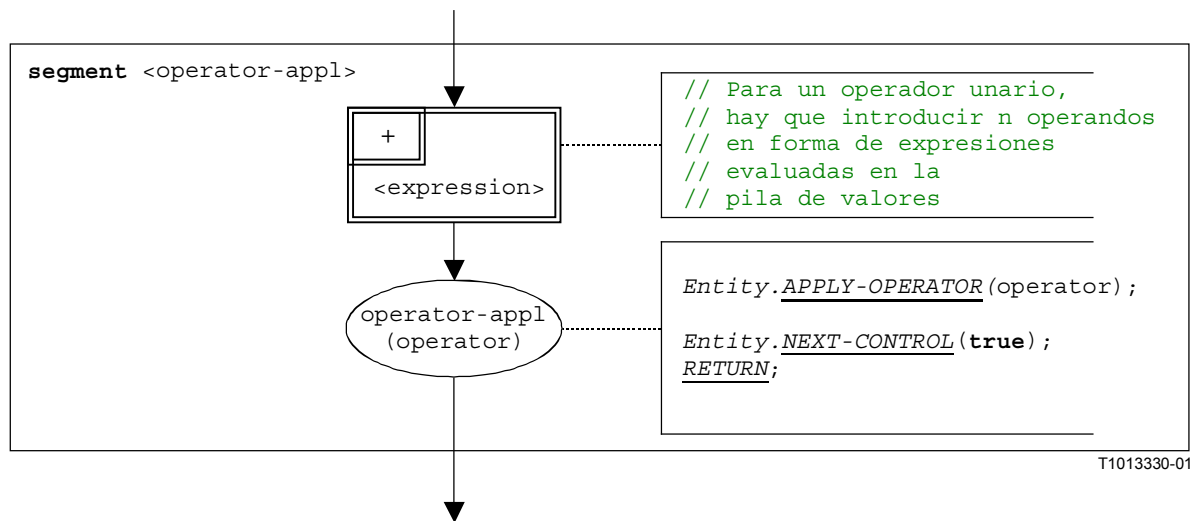 segment <operator-appl>
+
<expression>
// Para un operador unario,
// hay que introducir n operandos
// en forma de expresiones
// evaluadas en la
// pila de valores
operator-appl
(operator)
Entity.APPLY-OPERATOR(operator);
Entity.NEXT-CONTROL(true);
RETURN;
T1013330-01